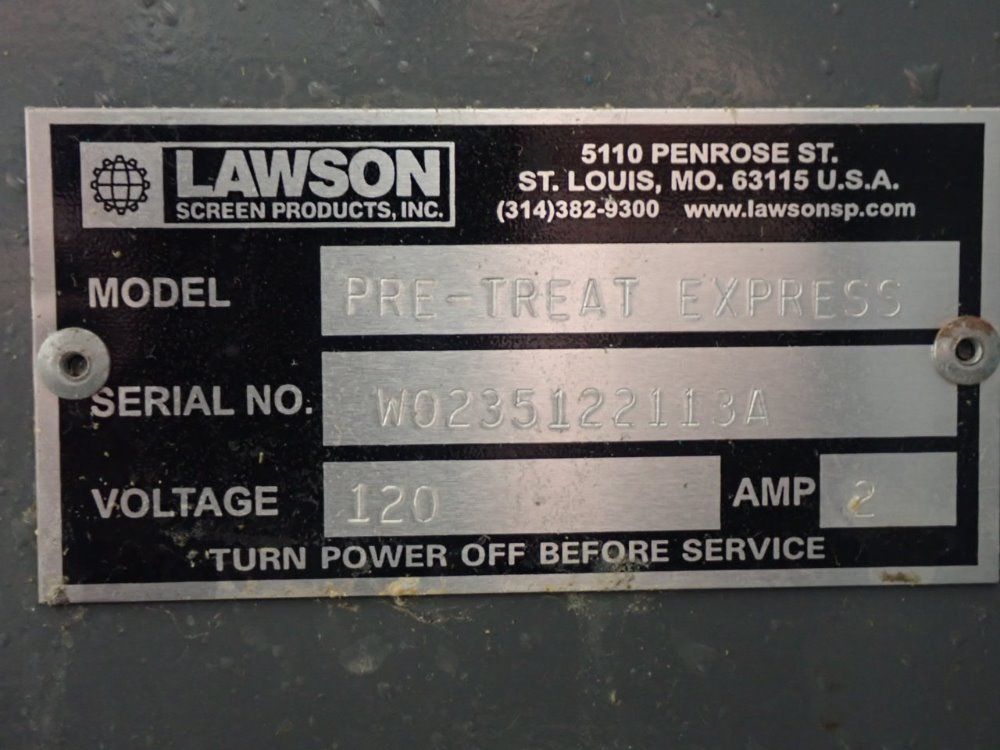 LAWSON
SCREEN PRODUCTS, INC.
5110 PENROSE ST.
ST. LOUIS, MO. 63115 U.S.A.
(314)382-9300 www.lawsonsp.com
MODEL PRE-TREAT EXPRESS
SERIAL NO. W0235122113A
VOLTAGE 120 AMP 2
TURN POWER OFF BEFORE SERVICE